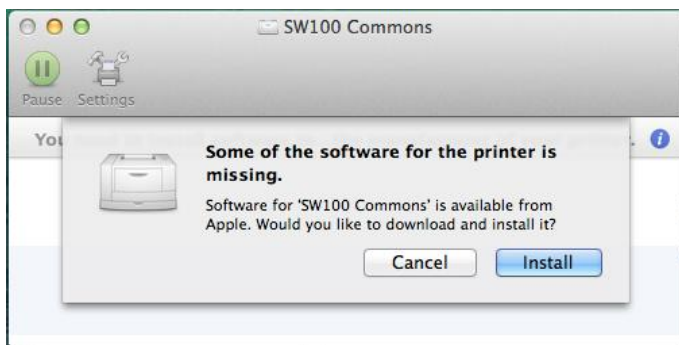 SW100 Commons
Pause Settings
You
Some of the software for the printer is
missing.
Software for 'SW100 Commons' is available from
Apple. Would you like to download and install it?
Cancel Install